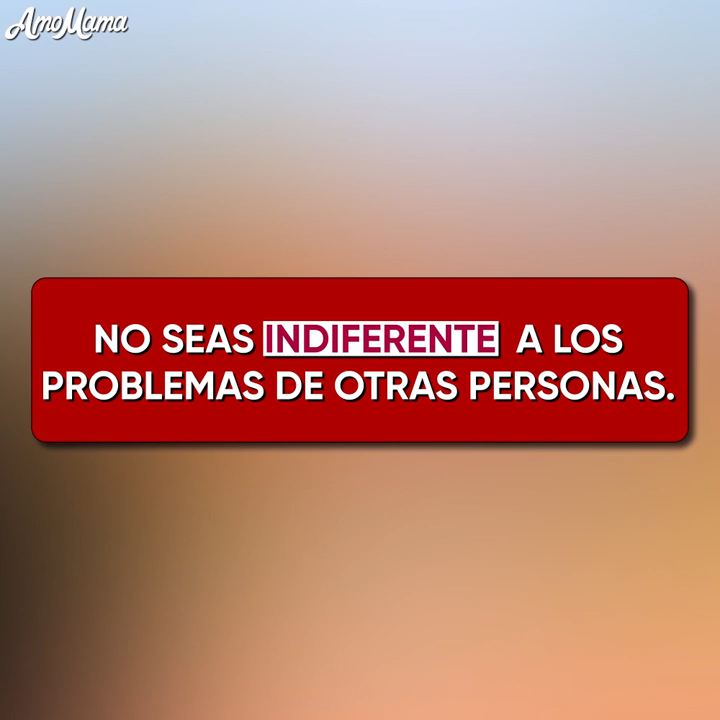 AmoMama
NO SEAS INDIFERENTE A LOS
PROBLEMAS DE OTRAS PERSONAS.